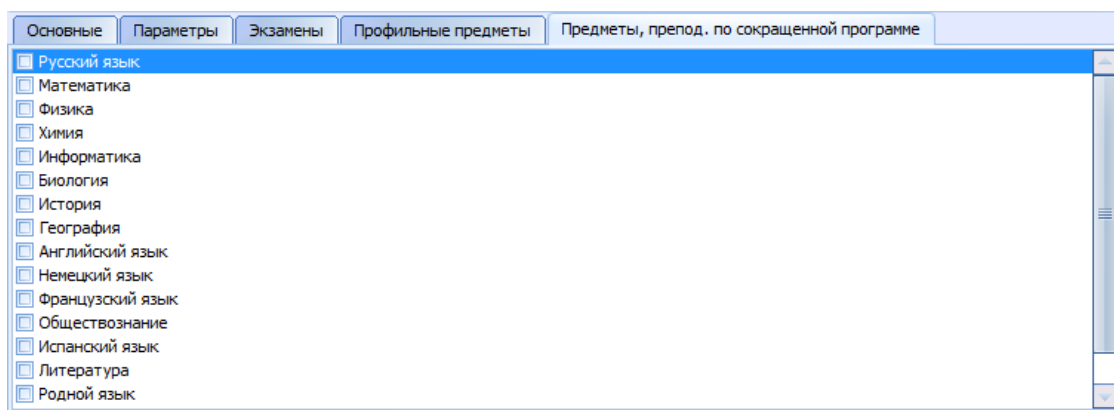 Основные Параметры Экзамены Профильные предметы Предметы, препод. по сокращенной программе
Русский язык
Математика
Физика
Химия
Информатика
Биология
История
География
Английский язык
Немецкий язык
Французский язык
Обществознание
Испанский язык
Литература
Родной язык